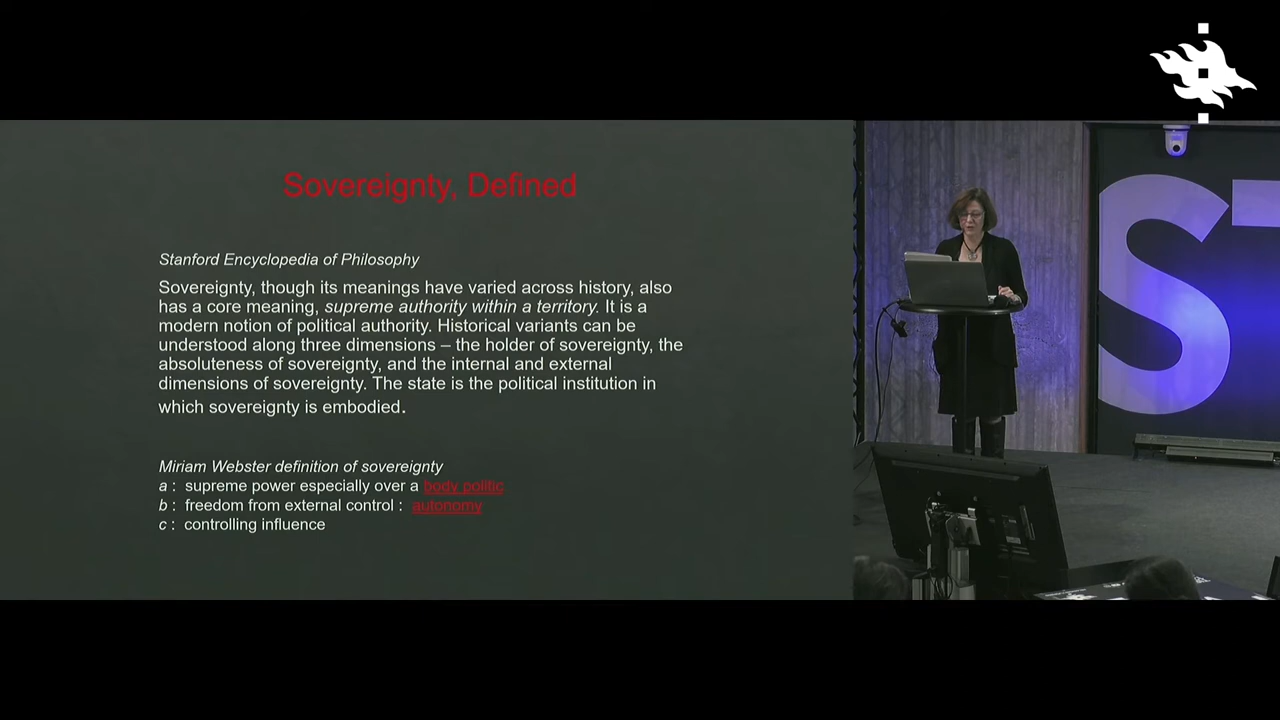 Sovereignty, Defined
Stanford Encyclopedia of Philosophy
Sovereignty, though its meanings have varied across history, also
has a core meaning, supreme authority within a territory. It is a
modern notion of political authority. Historical variants can be
understood along three dimensions – the holder of sovereignty, the
absoluteness of sovereignty, and the internal and external
dimensions of sovereignty. The state is the political institution in
which sovereignty is embodied.
Miriam Webster definition of sovereignty
a : supreme power especially over a body politic
b : freedom from external control : autonomy
c : controlling influence
ST